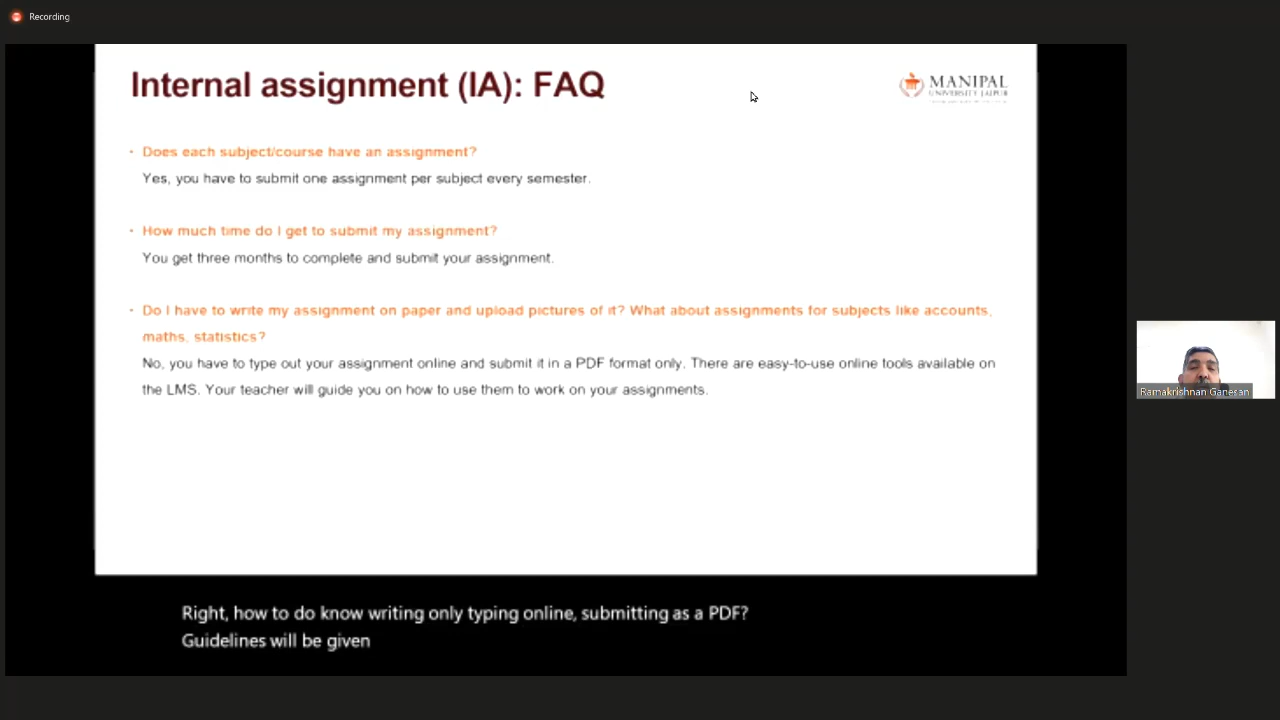 Recording
Internal assignment (IA): FAQ
MANIPAL
UNIVERSITY JAIPUR
• Does each subject/course have an assignment?
Yes, you have to submit one assignment per subject every semester.
• How much time do I get to submit my assignment?
You get three months to complete and submit your assignment.
• Do I have to write my assignment on paper and upload pictures of it? What about assignments for subjects like accounts,
maths, statistics?
No, you have to type out your assignment online and submit it in a PDF format only. There are easy-to-use online tools available on
the LMS. Your teacher will guide you on how to use them to work on your assignments.
Ramakrishnan Ganesan
Right, how to do know writing only typing online, submitting as a PDF?
Guidelines will be given